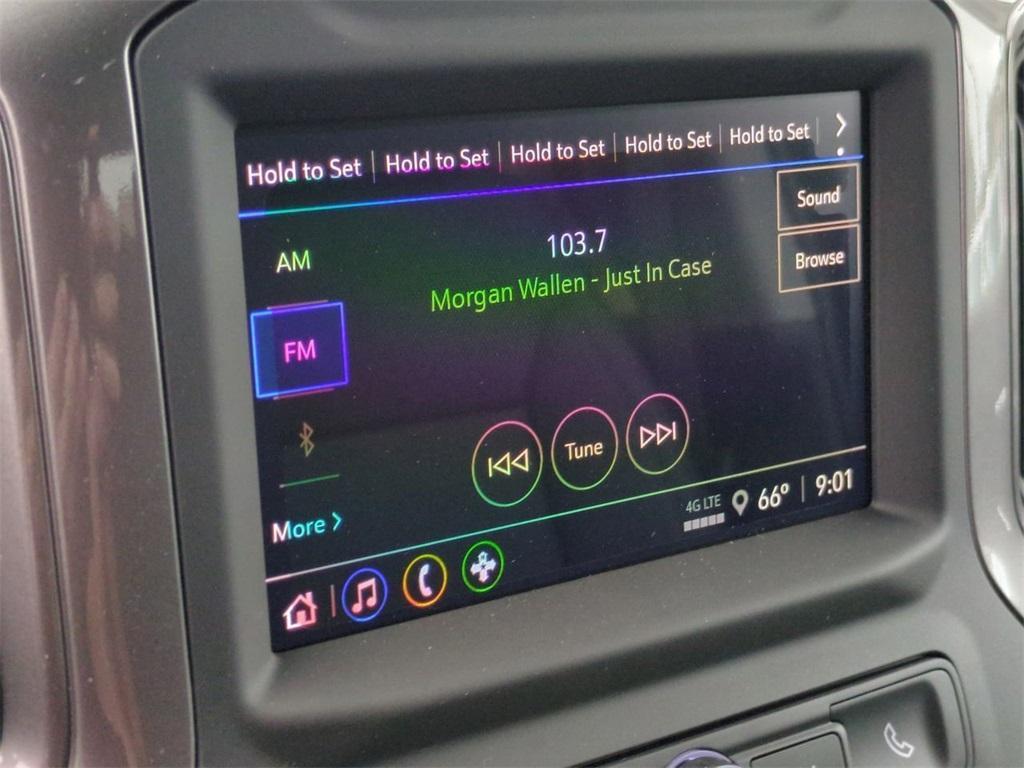 Hold to Set Hold to Set Hold to Set Hold to Set Hold to Set
Sound
AM
103.7
Browse
Morgan Wallen - Just In Case
FM
Tune
More
4G LTE
66°
9:01